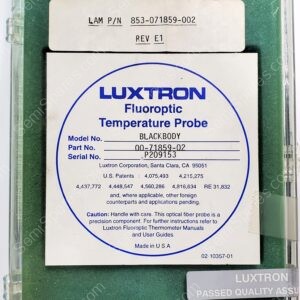 LAM P/N 853-071859-002
REV E1
LUXTRON
Fluoroptic
Temperature Probe
Model No. BLACKBODY
Part No. 00-71859-02
Serial No. P209153
Luxtron Corporation, Santa Clara, CA 95051
U.S. Patents: 4,075,493 4,215,275
4,437,772 4,448,547 4,560,286 4,816,634 RE 31,832
and, where applicable, other foreign
counterparts and applications pending.
Caution: Handle with care. This optical fiber probe is a
precision component. For further instructions refer to
Luxtron Fluoroptic Thermometer Manuals
and User Guides.
Made in U S A
02-10357-01
LUXTRON
PASSED QUALITY ASSU